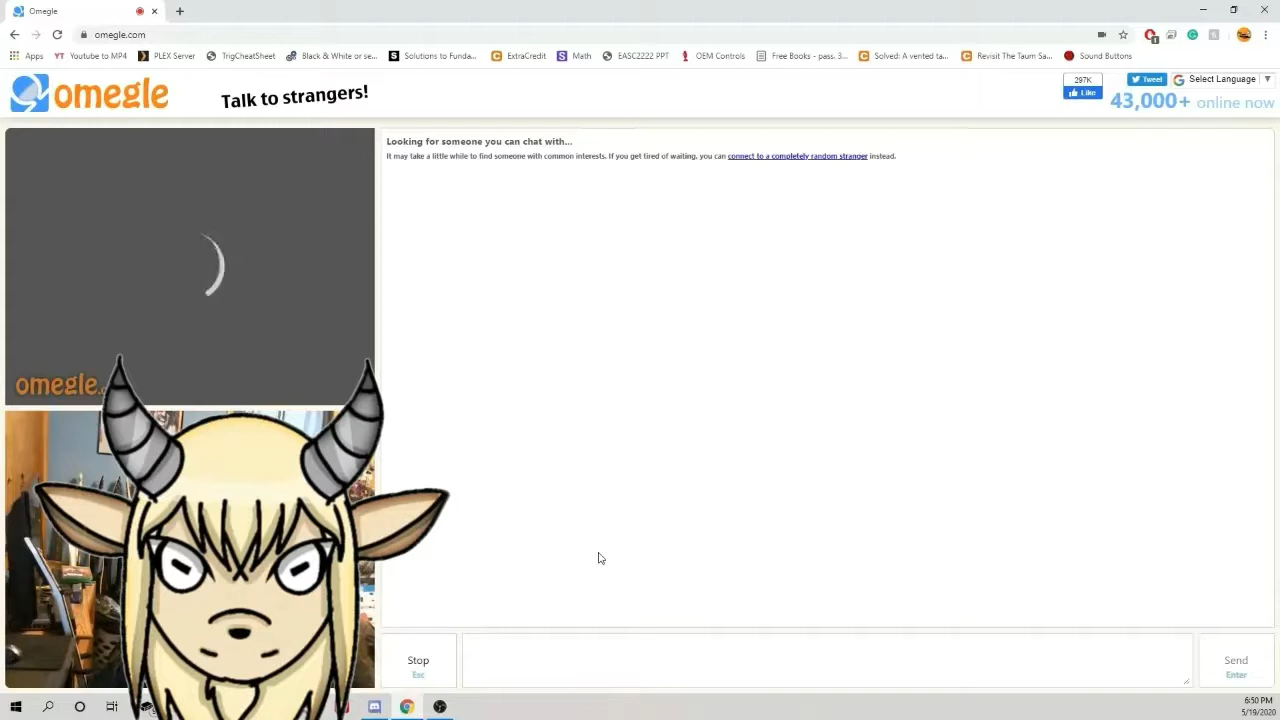 Omegle
omegle.com
Apps
Youtube to MP4
PLEX Server
TrigCheatSheet
Black & White or se...
Solutions to Funda...
ExtraCredit
Math
EASC2222 PPT
OEM Controls
Free Books - pass, 3...
Solved: A vented ta...
Revisit The Taum Sa...
Sound Buttons
omegle
Talk to strangers!
297K
Like
Tweet
Select Language
43,000+ online now
Looking for someone you can chat with...
It may take a little while to find someone with common interests. If you get tired of waiting, you can connect to a completely random stranger instead.
omegle.
Stop
Esc
Send
Enter
6:50 PM
5/19/2020